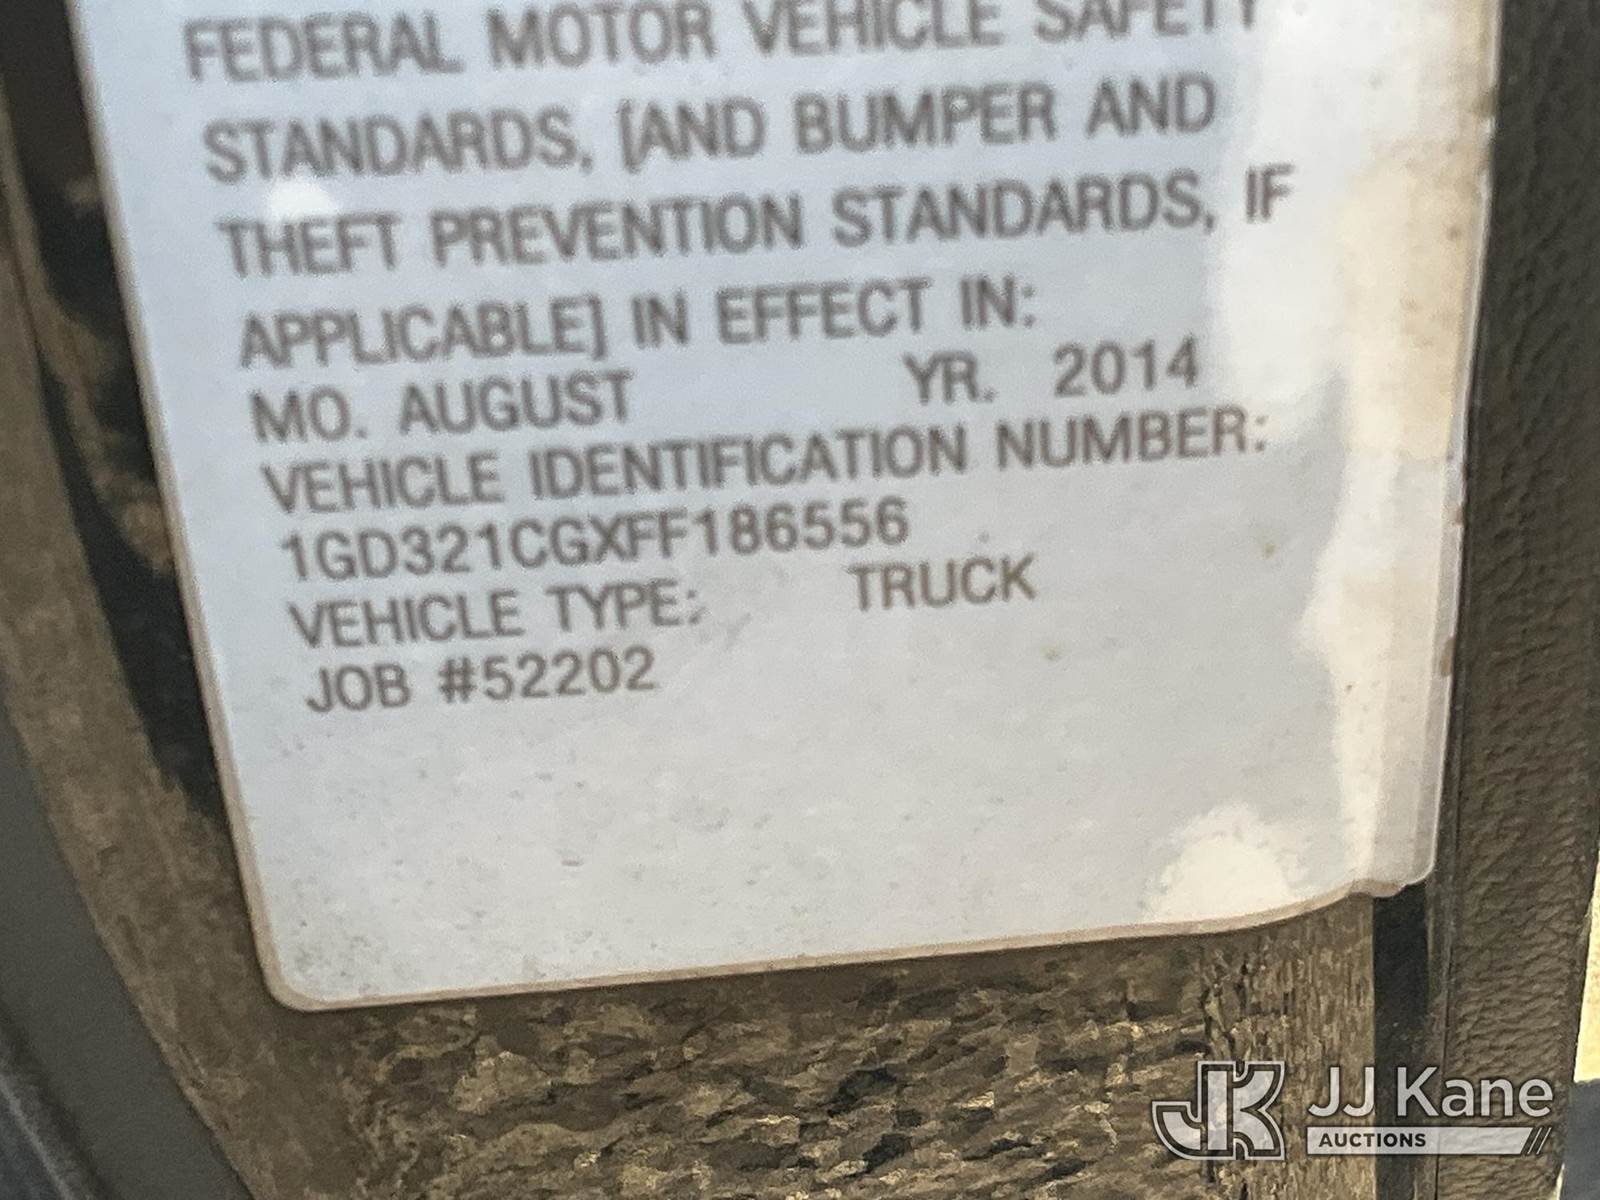 FEDERAL MOTOR VEHICLE SAFETY
STANDARDS, [AND BUMPER AND
THEFT PREVENTION STANDARDS, IF
APPLICABLE] IN EFFECT IN:
MO. AUGUST YR. 2014
VEHICLE IDENTIFICATION NUMBER:
1GD321CGXFF186556
VEHICLE TYPE: TRUCK
JOB #52202
JK JJ Kane
AUCTIONS